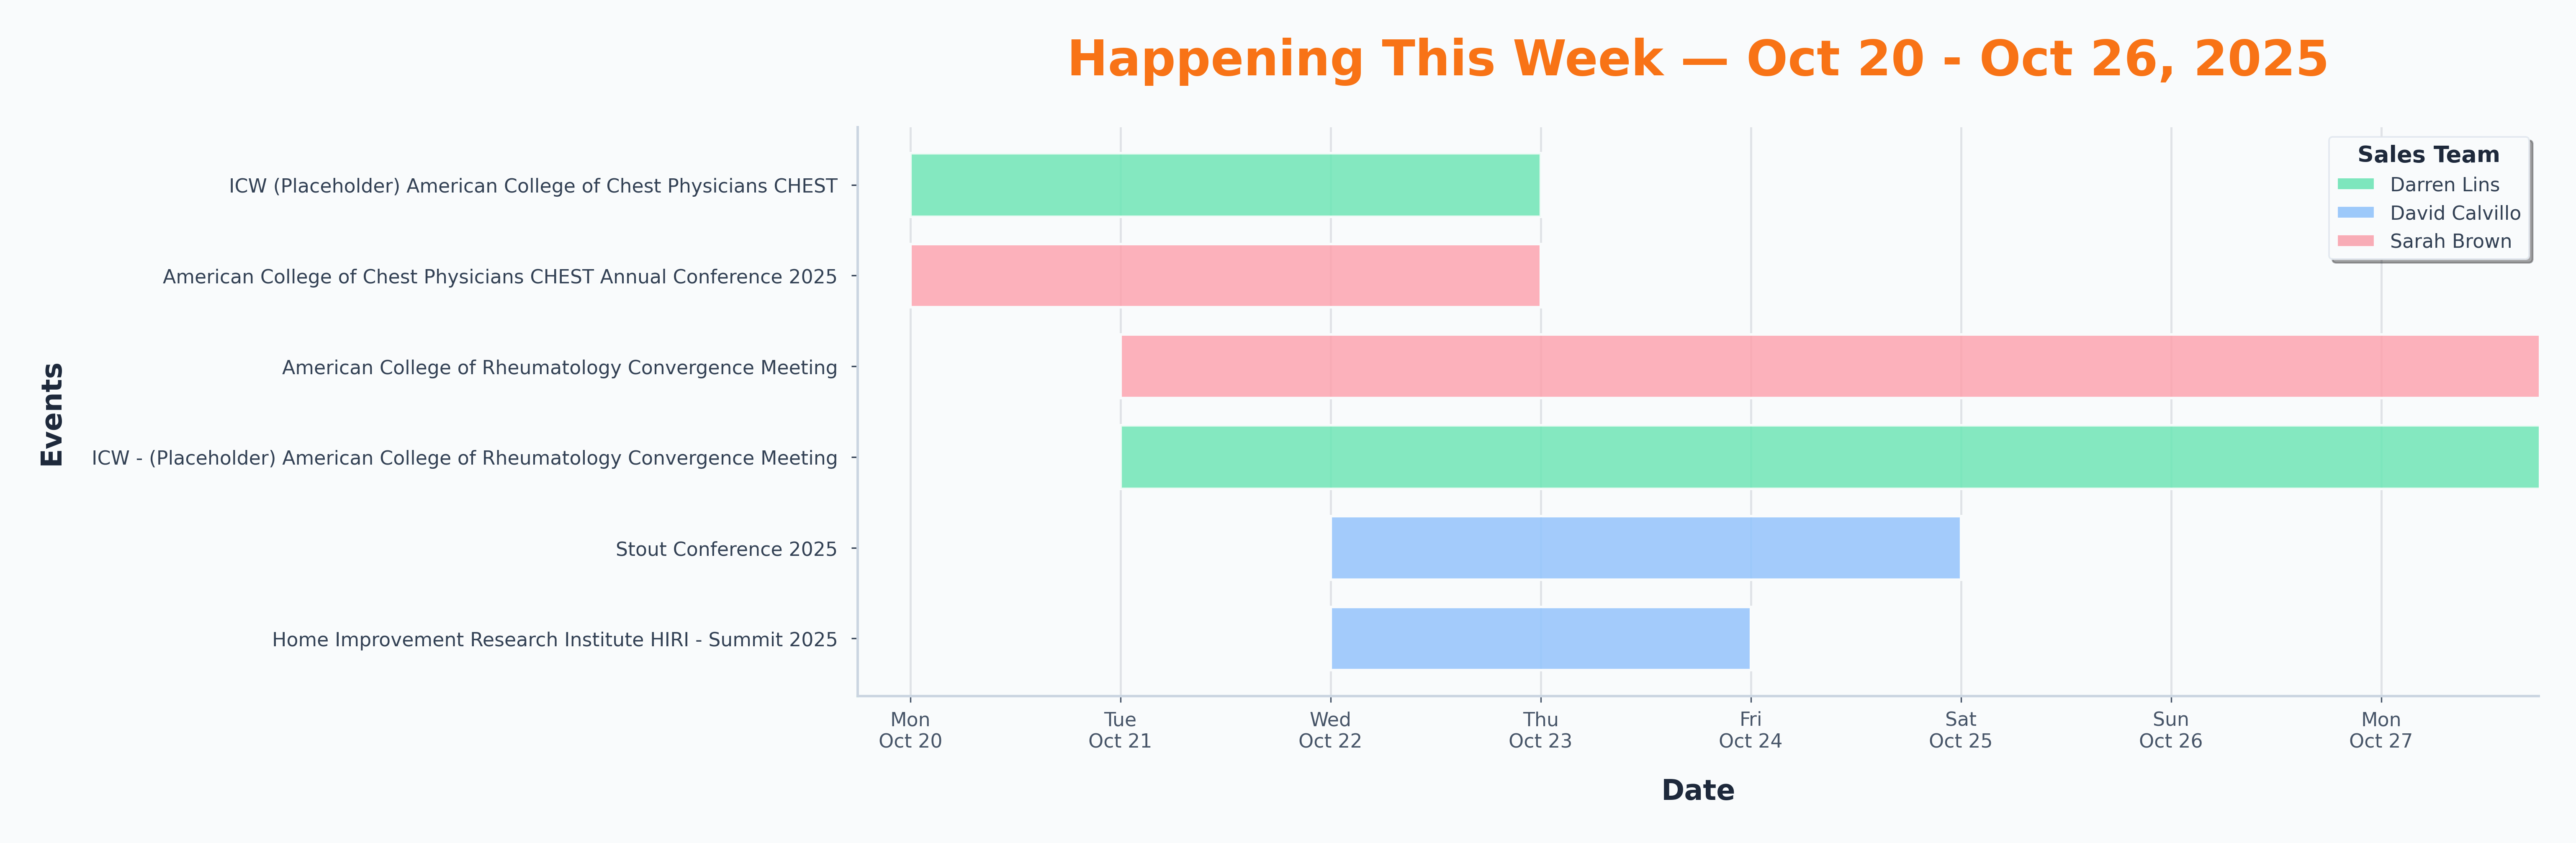 Happening This Week — Oct 20 - Oct 26, 2025
Sales Team
Darren Lins
David Calvillo
Sarah Brown
Events
ICW (Placeholder) American College of Chest Physicians CHEST
American College of Chest Physicians CHEST Annual Conference 2025
American College of Rheumatology Convergence Meeting
ICW - (Placeholder) American College of Rheumatology Convergence Meeting
Stout Conference 2025
Home Improvement Research Institute HIRI - Summit 2025
Mon Tue Wed Thu Fri Sat Sun Mon
Oct 20 Oct 21 Oct 22 Oct 23 Oct 24 Oct 25 Oct 26 Oct 27
Date